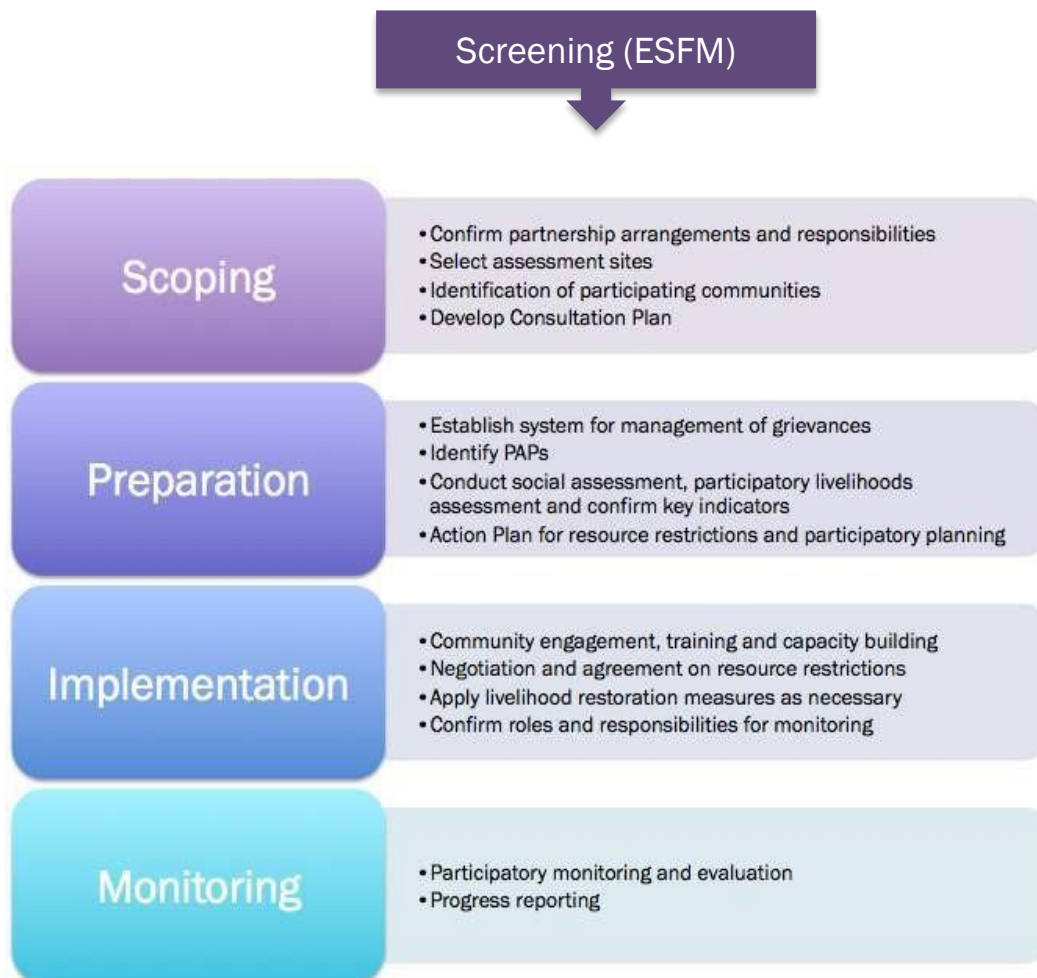 Screening (ESFM)
Scoping
• Confirm partnership arrangements and responsibilities
• Select assessment sites
• Identification of participating communities
• Develop Consultation Plan
Preparation
• Establish system for management of grievances
• Identify PAPs
• Conduct social assessment, participatory livelihoods
assessment and confirm key indicators
• Action Plan for resource restrictions and participatory planning
Implementation
• Community engagement, training and capacity building
• Negotiation and agreement on resource restrictions
• Apply livelihood restoration measures as necessary
• Confirm roles and responsibilities for monitoring
Monitoring
• Participatory monitoring and evaluation
• Progress reporting